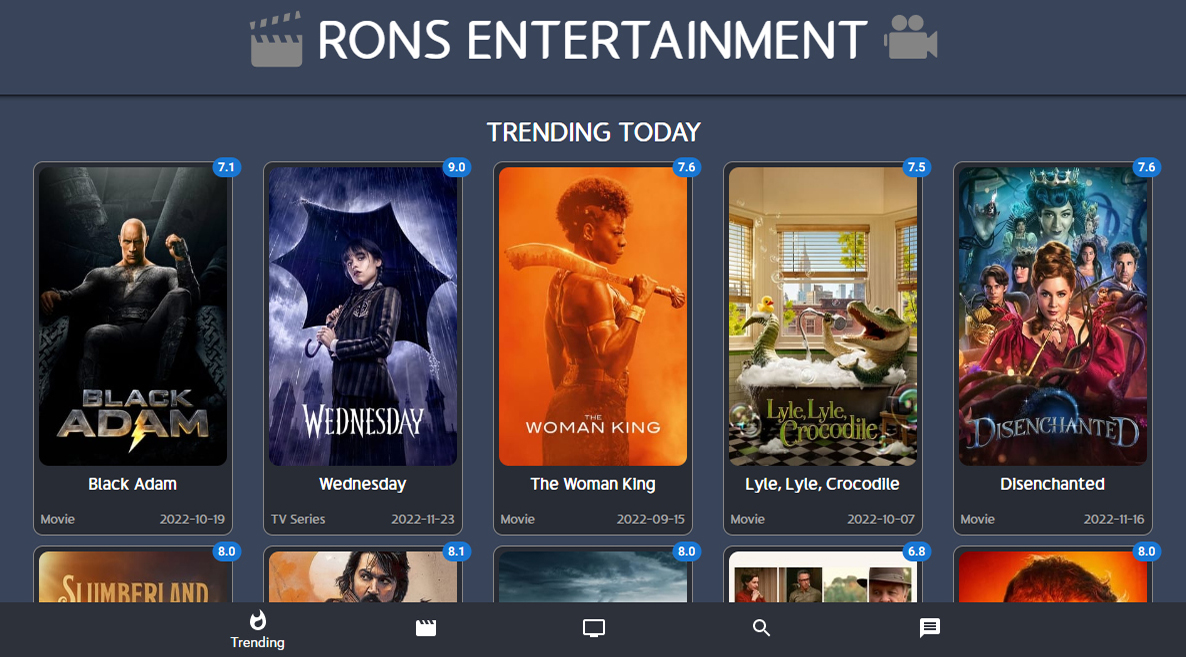 RONS ENTERTAINMENT
TRENDING TODAY
7.1
9.0
7.6
7.5
7.6
BLACK
ADAM
WEDNESDAY
THE
WOMAN KING
Lyle, Lyle,
Crocodile
DISENCHANTED
Black Adam
Wednesday
The Woman King
Lyle, Lyle, Crocodile
Disenchanted
Movie 2022-10-19
TV Series 2022-11-23
Movie 2022-09-15
Movie 2022-10-07
Movie 2022-11-16
8.0
8.1
8.0
6.8
8.0
SLUMBERLAND
Trending